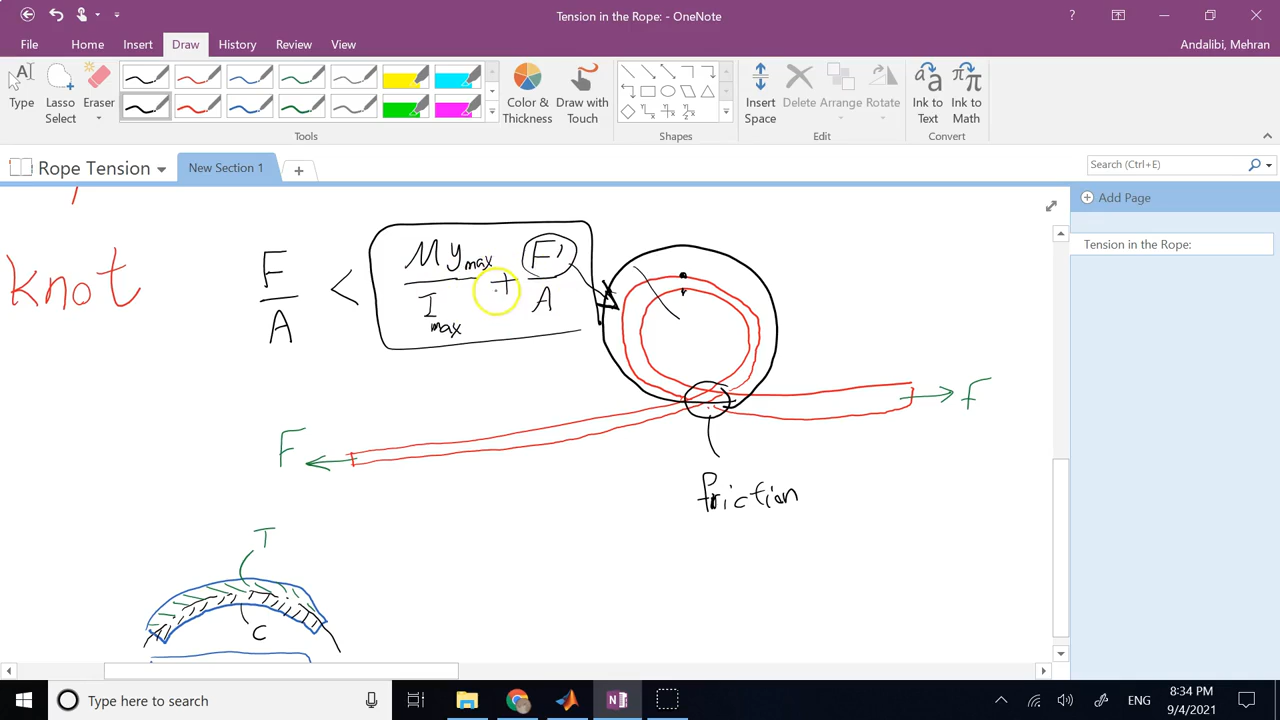 Tension in the Rope: - OneNote
?
File
Home
Insert
Draw
History
Review
View
Andalibi, Mehran
Type
Lasso Select
Eraser
Color & Thickness
Draw with Touch
Insert Space
Delete
Arrange
Rotate
Ink to Text
Ink to Math
Tools
Shapes
Edit
Convert
Rope Tension
New Section 1
+
Search (Ctrl+E)
Add Page
Tension in the Rope:
knot
F/A < M y max / I max + F'/A
F
F
friction
T
C
Type here to search
ENG
8:34 PM
9/4/2021